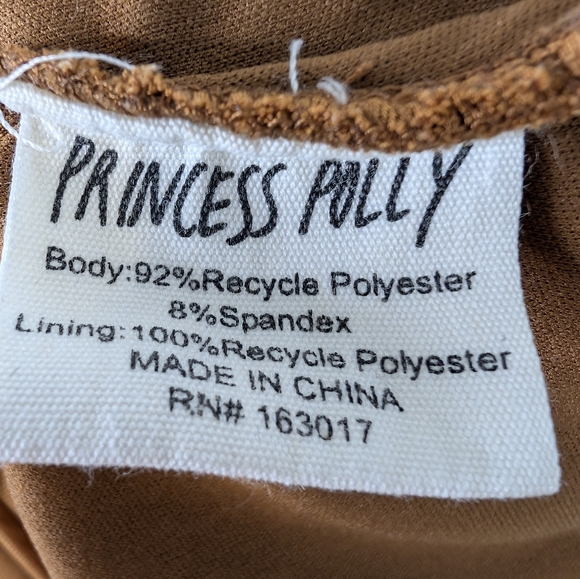 PRINCESS POLLY
Body:92%Recycle Polyester
8%Spandex
Lining:100%Recycle Polyester
MADE IN CHINA
RN# 163017